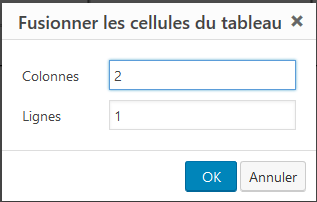 Fusionner les cellules du tableau ×
Colonnes 2
Lignes 1
OK Annuler